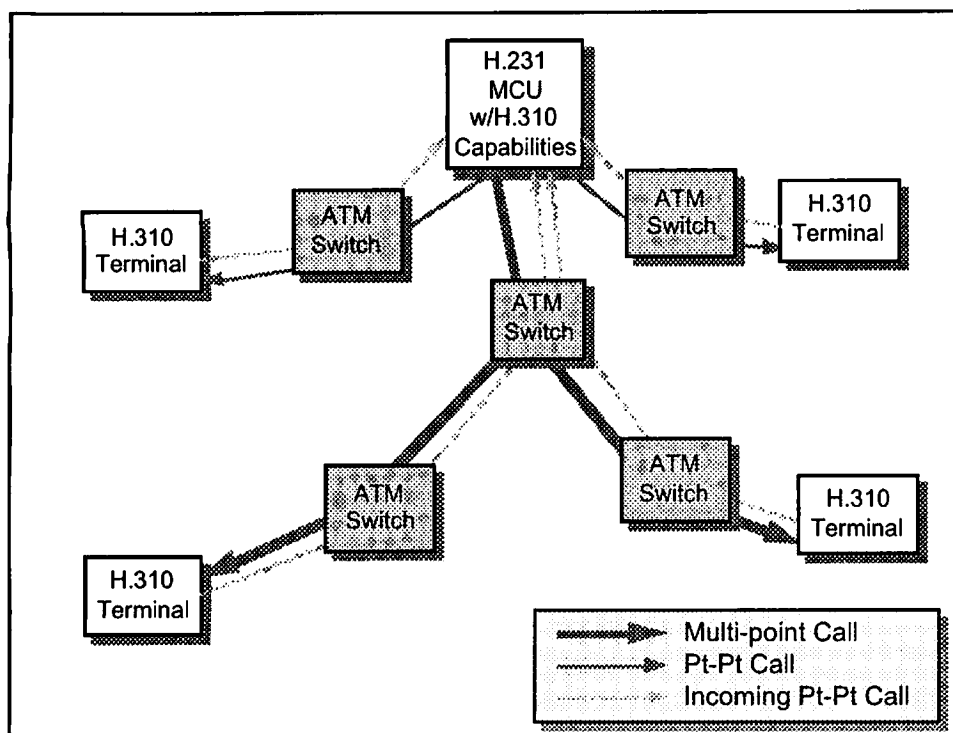 H.231
MCU
w/H.310
Capabilities
ATM
Switch
H.310
Terminal
ATM
Switch
H.310
Terminal
ATM
Switch
ATM
Switch
H.310
Terminal
ATM
Switch
H.310
Terminal
Multi-point Call
Pt-Pt Call
Incoming Pt-Pt Call